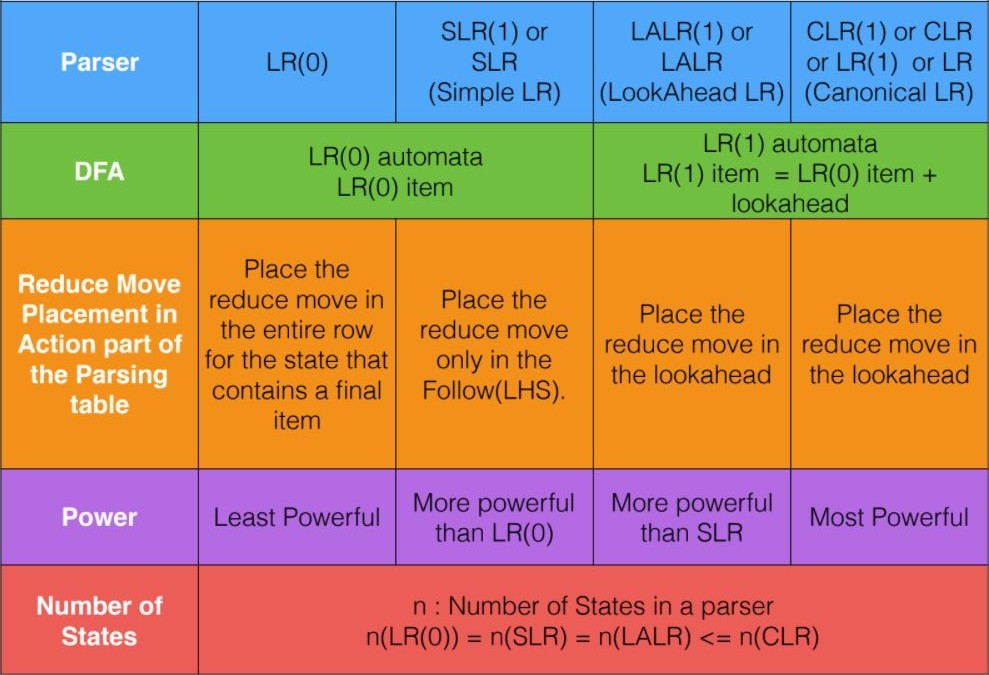 Parser
LR(0)
SLR(1) or
SLR
(Simple LR)
LALR(1) or
LALR
(LookAhead LR)
CLR(1) or CLR
or LR(1) or LR
(Canonical LR)
DFA
LR(0) automata
LR(0) item
LR(1) automata
LR(1) item = LR(0) item +
lookahead
Reduce Move
Placement in
Action part of
the Parsing
table
Place the
reduce move in
the entire row
for the state that
contains a final
item
Place the
reduce move
only in the
Follow(LHS).
Place the
reduce move in
the lookahead
Place the
reduce move in
the lookahead
Power
Least Powerful
More powerful
than LR(0)
More powerful
than SLR
Most Powerful
Number of
States
n : Number of States in a parser
n(LR(0)) = n(SLR) = n(LALR) <= n(CLR)